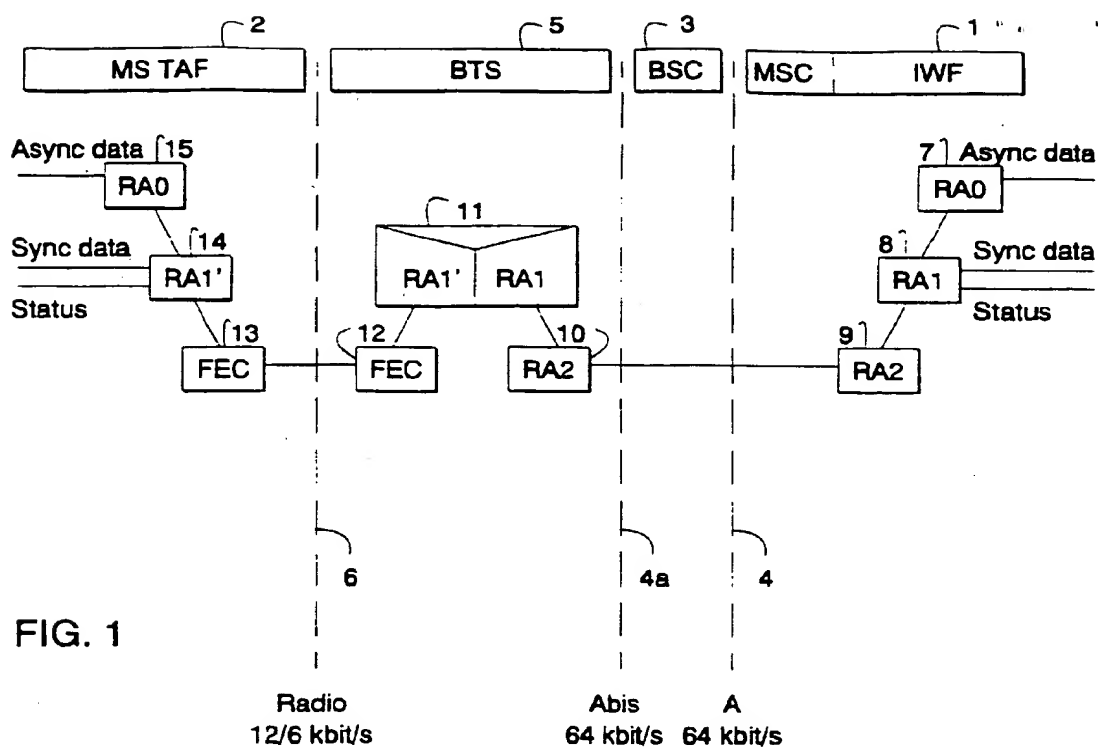 2 5 3 1
MS TAF BTS BSC MSC IWF
Async data 15 7 Async data
RA0 11 RA0
Sync data 14 8 Sync data
RA1' RA1' RA1 RA1
Status Status
13 12 10 9
FEC FEC RA2 RA2
6 4a 4
FIG. 1
Radio Abis A
12/6 kbit/s 64 kbit/s 64 kbit/s